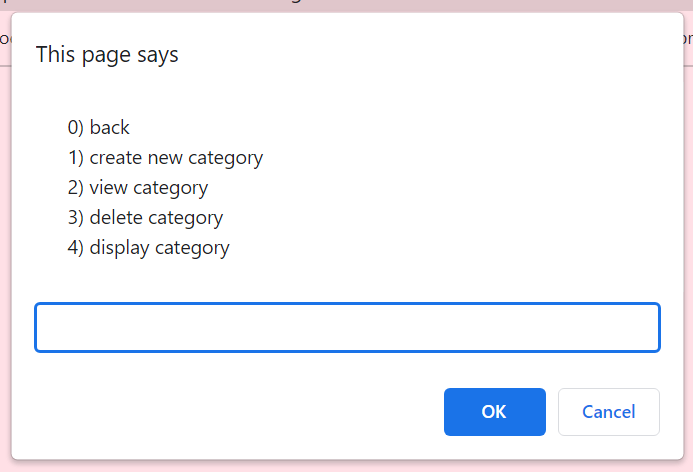 This page says
0) back
1) create new category
2) view category
3) delete category
4) display category
OK
Cancel